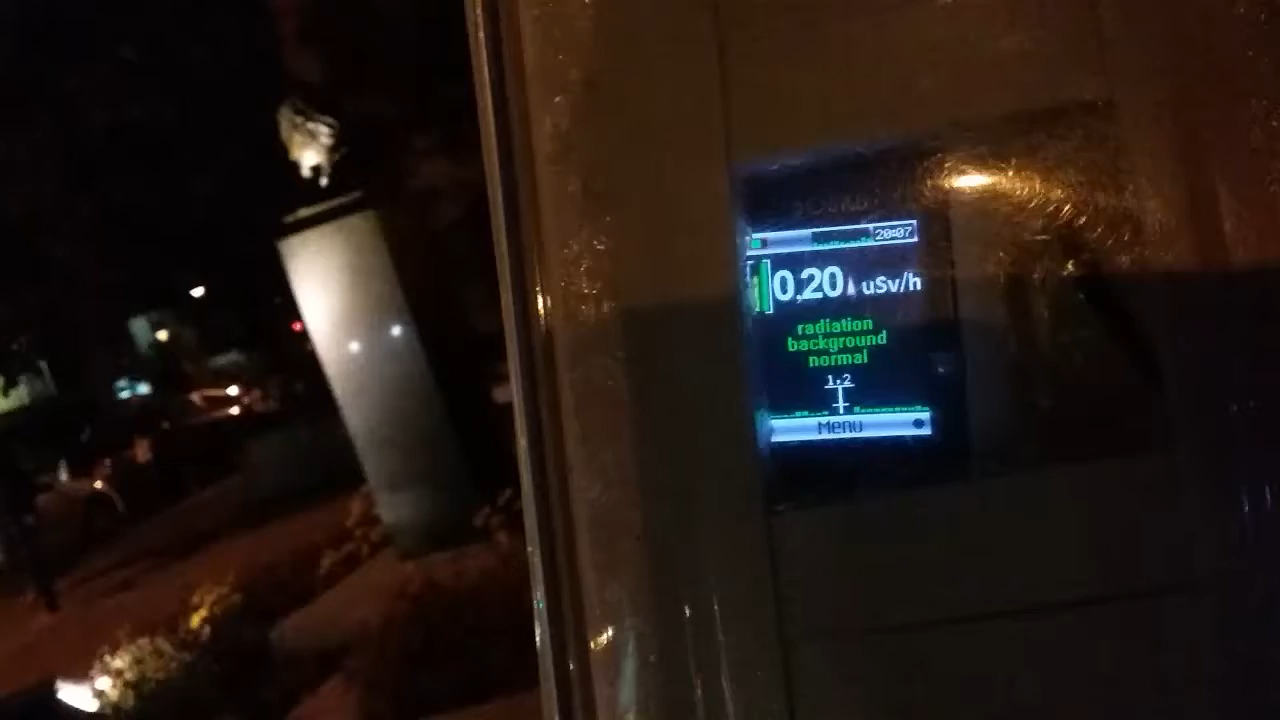 20:07
0,20 uSv/h
radiation
background
normal
1,2
Menu